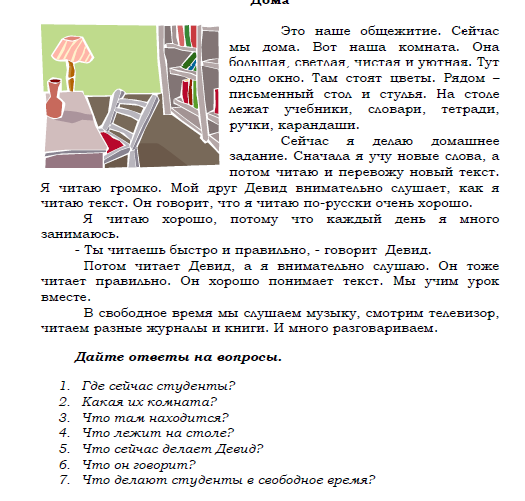 Дома
Это наше общежитие. Сейчас
мы дома. Вот наша комната. Она
большая, светлая, чистая и уютная. Тут
одно окно. Там стоят цветы. Рядом –
письменный стол и стулья. На столе
лежат учебники, словари, тетради,
ручки, карандаши.
Сейчас я делаю домашнее
задание. Сначала я учу новые слова, а
потом читаю и перевожу новый текст.
Я читаю громко. Мой друг Девид внимательно слушает, как я
читаю текст. Он говорит, что я читаю по-русски очень хорошо.
Я читаю хорошо, потому что каждый день я много
занимаюсь.
- Ты читаешь быстро и правильно, - говорит Девид.
Потом читает Девид, а я внимательно слушаю. Он тоже
читает правильно. Он хорошо понимает текст. Мы учим урок
вместе.
В свободное время мы слушаем музыку, смотрим телевизор,
читаем разные журналы и книги. И много разговариваем.
Дайте ответы на вопросы.
1. Где сейчас студенты?
2. Какая их комната?
3. Что там находится?
4. Что лежит на столе?
5. Что сейчас делает Девид?
6. Что он говорит?
7. Что делают студенты в свободное время?